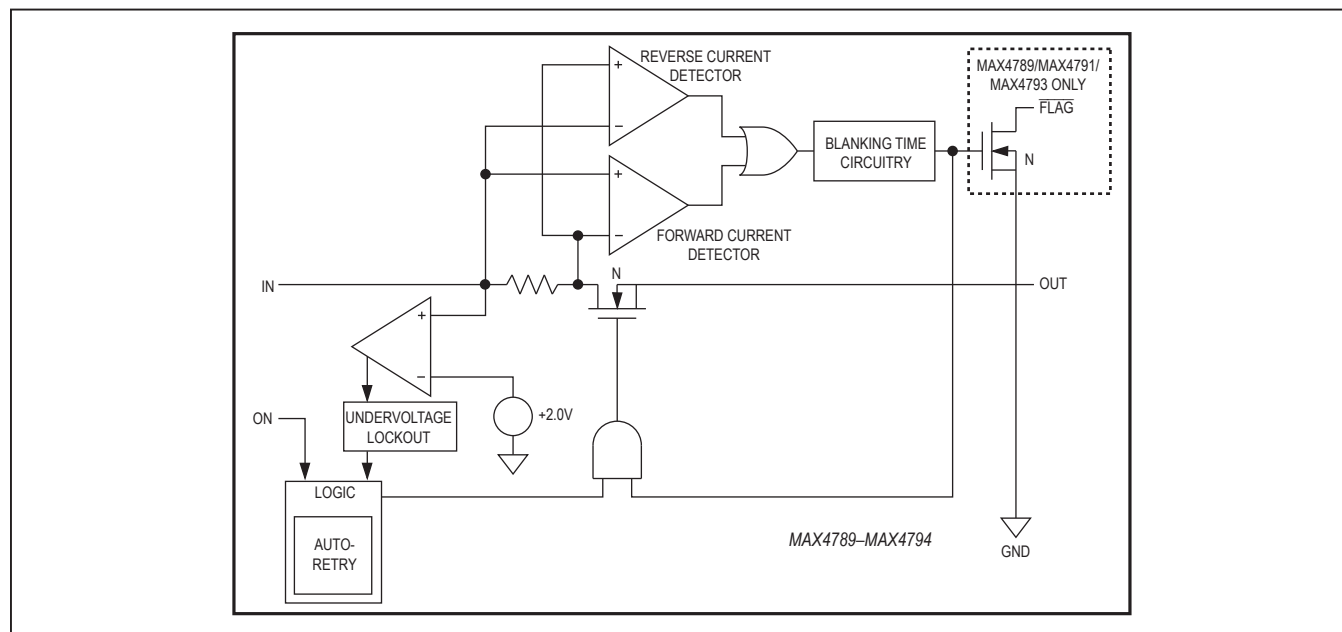 REVERSE CURRENT
DETECTOR
MAX4789/MAX4791/
MAX4793 ONLY
FLAG
+
−
BLANKING TIME
CIRCUITRY
N
+
−
FORWARD CURRENT
DETECTOR
IN
N
OUT
+
−
+2.0V
ON
UNDERVOLTAGE
LOCKOUT
LOGIC
AUTO-
RETRY
MAX4789–MAX4794
GND